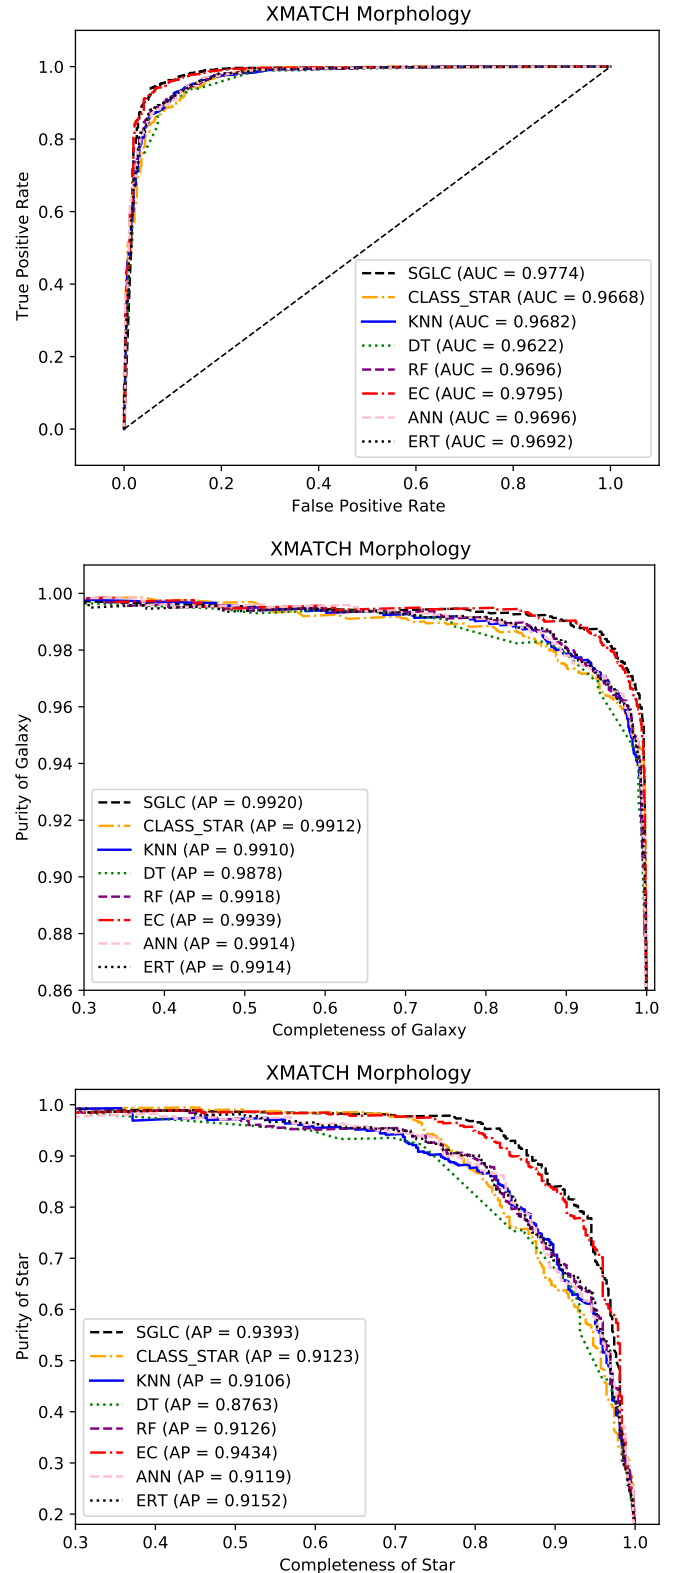 XMATCH Morphology
True Positive Rate
1.0
0.8
0.6
0.4
0.2
0.0
SGLC (AUC = 0.9774)
CLASS_STAR (AUC = 0.9668)
KNN (AUC = 0.9682)
DT (AUC = 0.9622)
RF (AUC = 0.9696)
EC (AUC = 0.9795)
ANN (AUC = 0.9696)
ERT (AUC = 0.9692)
0.0 0.2 0.4 0.6 0.8 1.0
False Positive Rate
XMATCH Morphology
Purity of Galaxy
1.00
0.98
0.96
0.94
0.92
0.90
0.88
0.86
SGLC (AP = 0.9920)
CLASS_STAR (AP = 0.9912)
KNN (AP = 0.9910)
DT (AP = 0.9878)
RF (AP = 0.9918)
EC (AP = 0.9939)
ANN (AP = 0.9914)
ERT (AP = 0.9914)
0.3 0.4 0.5 0.6 0.7 0.8 0.9 1.0
Completeness of Galaxy
XMATCH Morphology
Purity of Star
1.0
0.9
0.8
0.7
0.6
0.5
0.4
0.3
0.2
SGLC (AP = 0.9393)
CLASS_STAR (AP = 0.9123)
KNN (AP = 0.9106)
DT (AP = 0.8763)
RF (AP = 0.9126)
EC (AP = 0.9434)
ANN (AP = 0.9119)
ERT (AP = 0.9152)
0.3 0.4 0.5 0.6 0.7 0.8 0.9 1.0
Completeness of Star